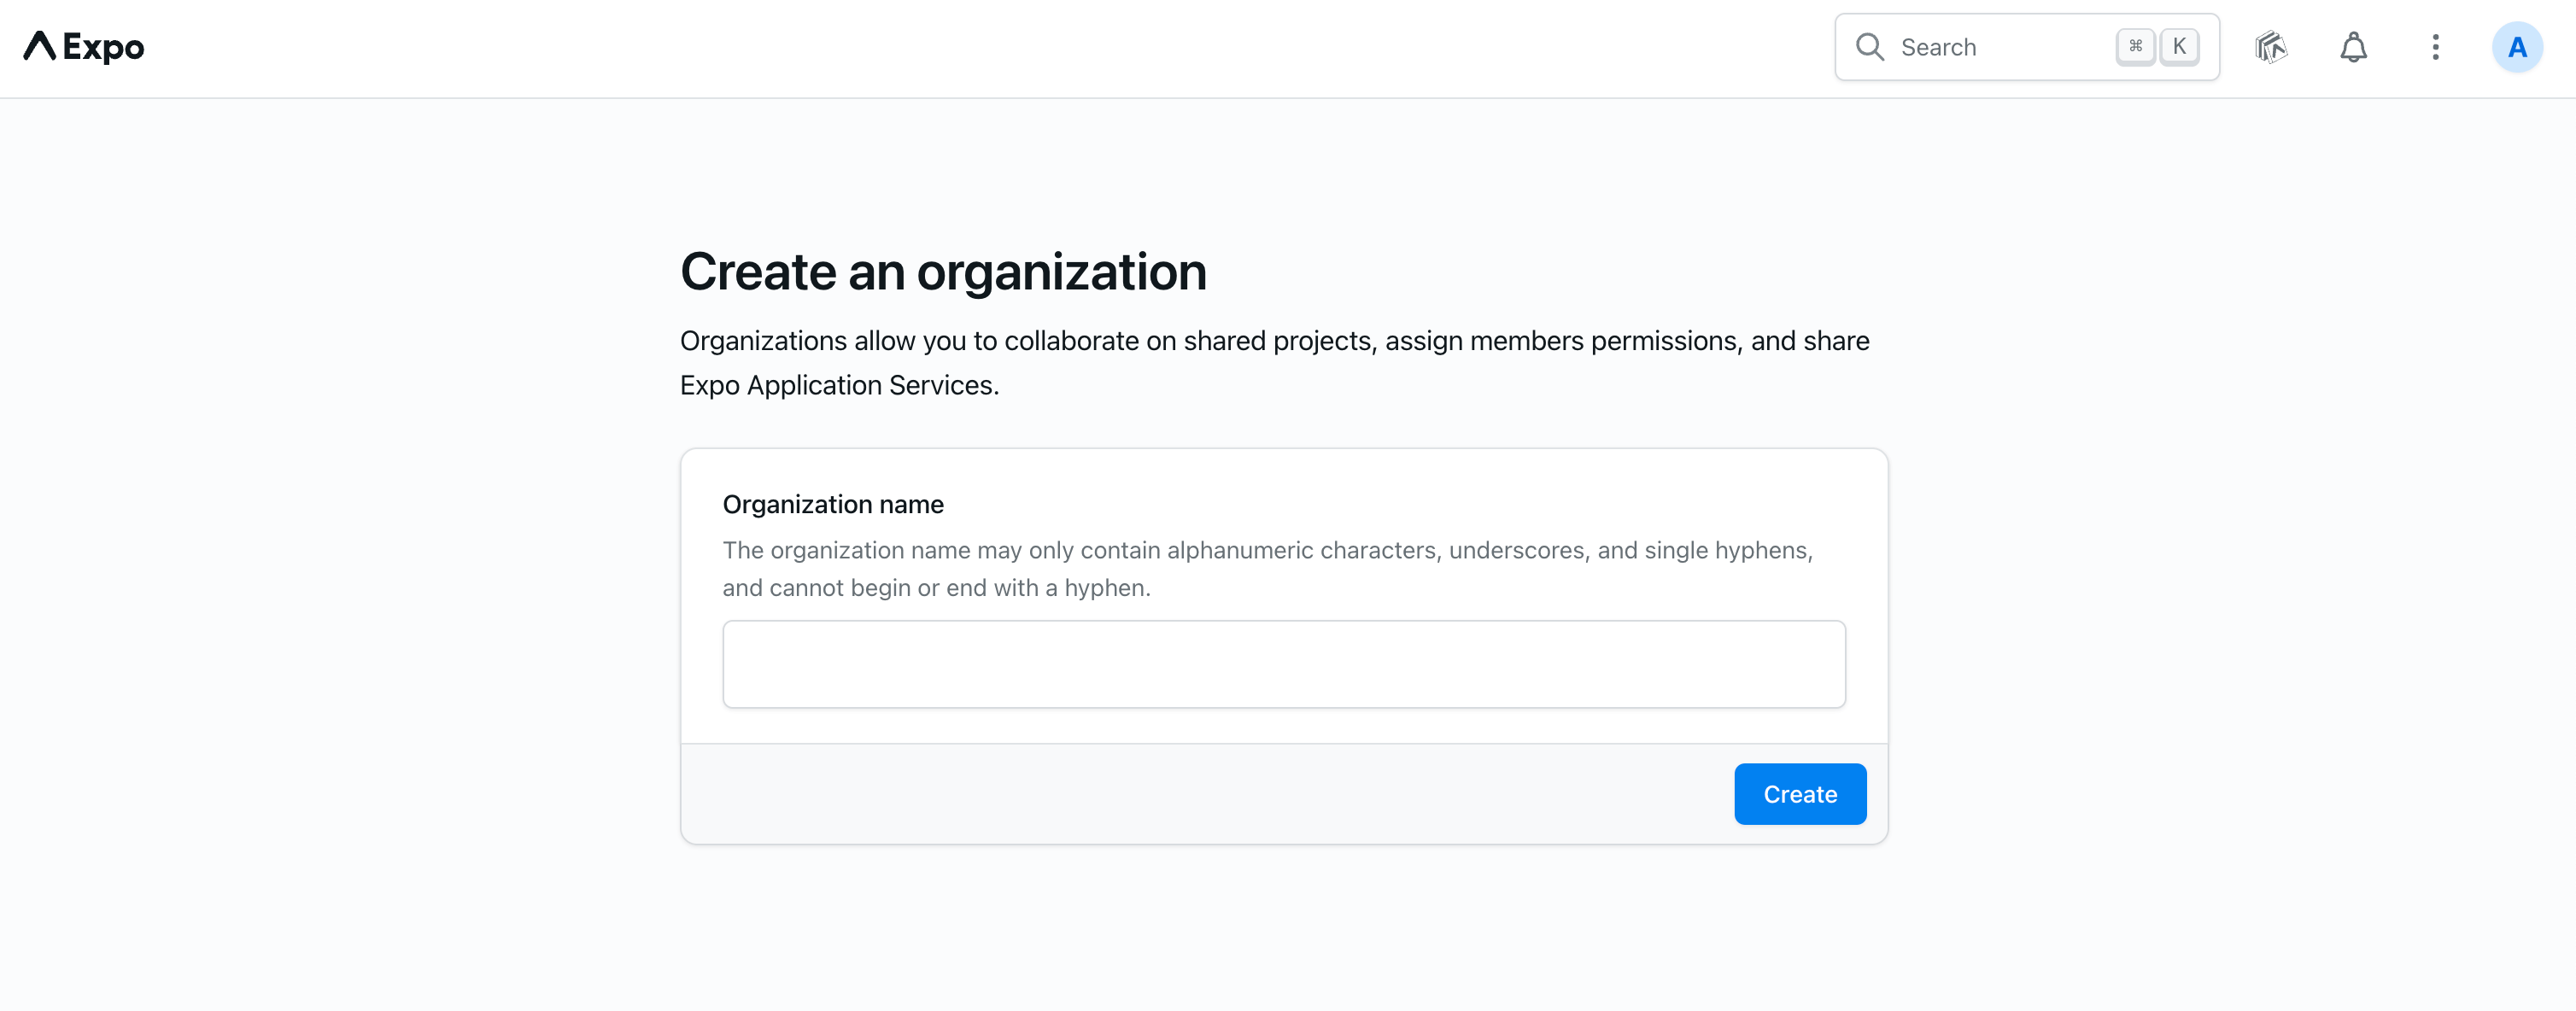 Expo
Search
⌘ K
A
Create an organization
Organizations allow you to collaborate on shared projects, assign members permissions, and share
Expo Application Services.
Organization name
The organization name may only contain alphanumeric characters, underscores, and single hyphens,
and cannot begin or end with a hyphen.
Create